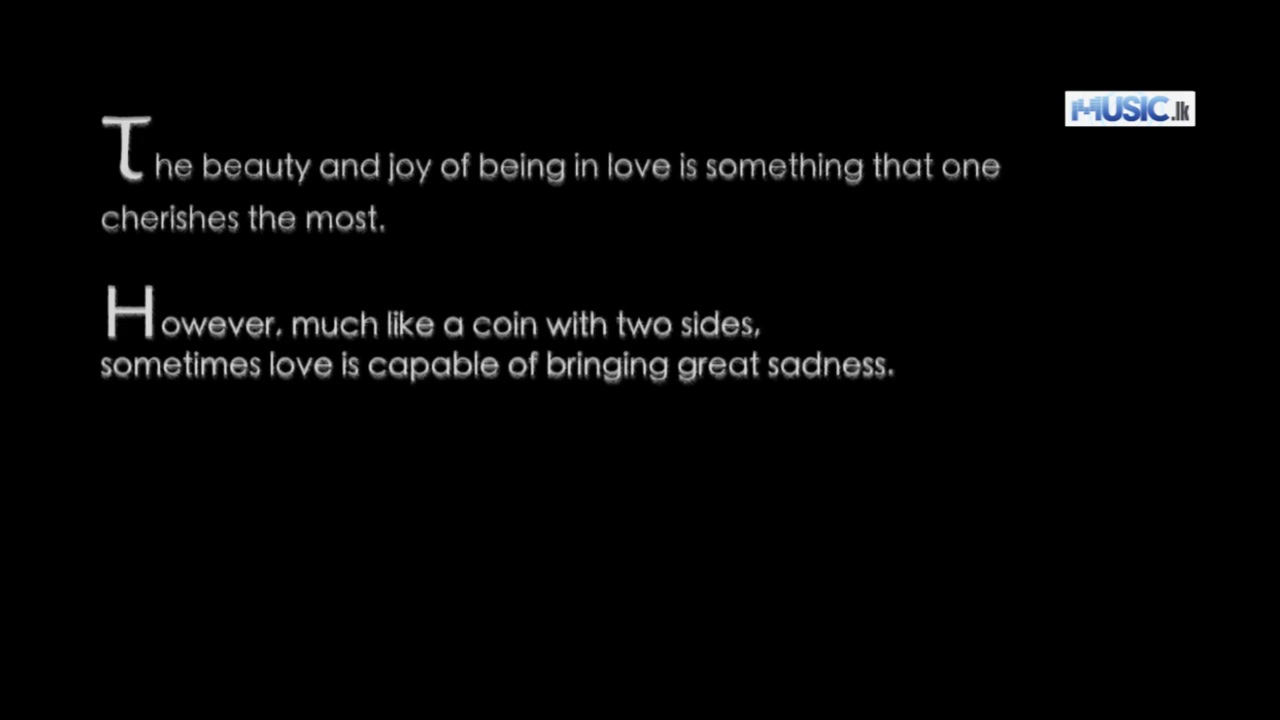 MUSIC.lk
The beauty and joy of being in love is something that one
cherishes the most.
However, much like a coin with two sides,
sometimes love is capable of bringing great sadness.